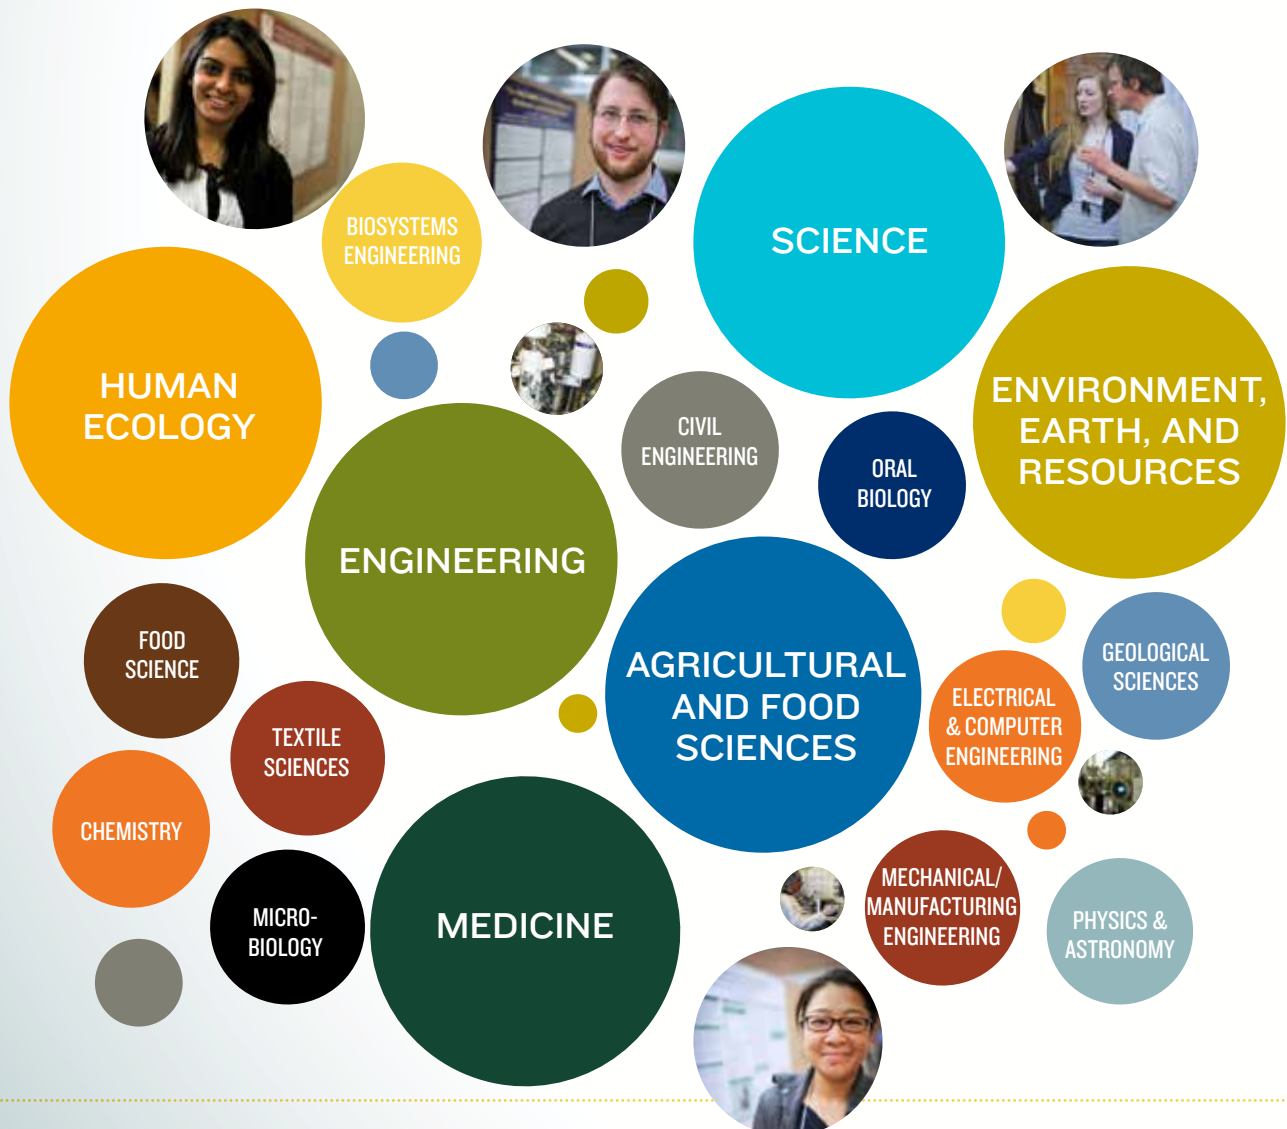 BIOSYSTEMS
ENGINEERING
SCIENCE
HUMAN
ECOLOGY
ENVIRONMENT,
EARTH, AND
RESOURCES
CIVIL
ENGINEERING
ORAL
BIOLOGY
ENGINEERING
FOOD
SCIENCE
AGRICULTURAL
AND FOOD
SCIENCES
GEOLOGICAL
SCIENCES
ELECTRICAL
& COMPUTER
ENGINEERING
TEXTILE
SCIENCES
CHEMISTRY
MICRO-
BIOLOGY
MEDICINE
MECHANICAL/
MANUFACTURING
ENGINEERING
PHYSICS &
ASTRONOMY